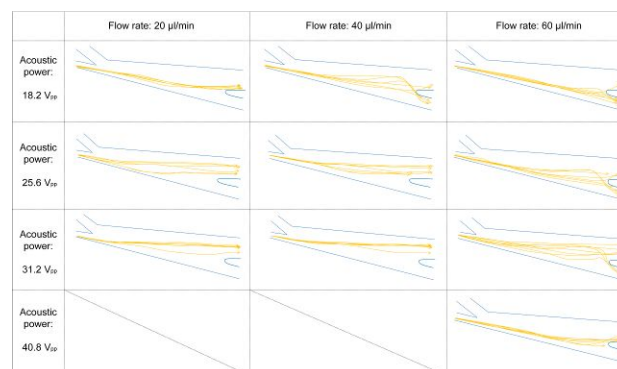 Flow rate: 20 µl/min
Flow rate: 40 µl/min
Flow rate: 60 µl/min
Acoustic
power:
18.2 Vpp
Acoustic
power:
25.6 Vpp
Acoustic
power:
31.2 Vpp
Acoustic
power:
40.8 Vpp